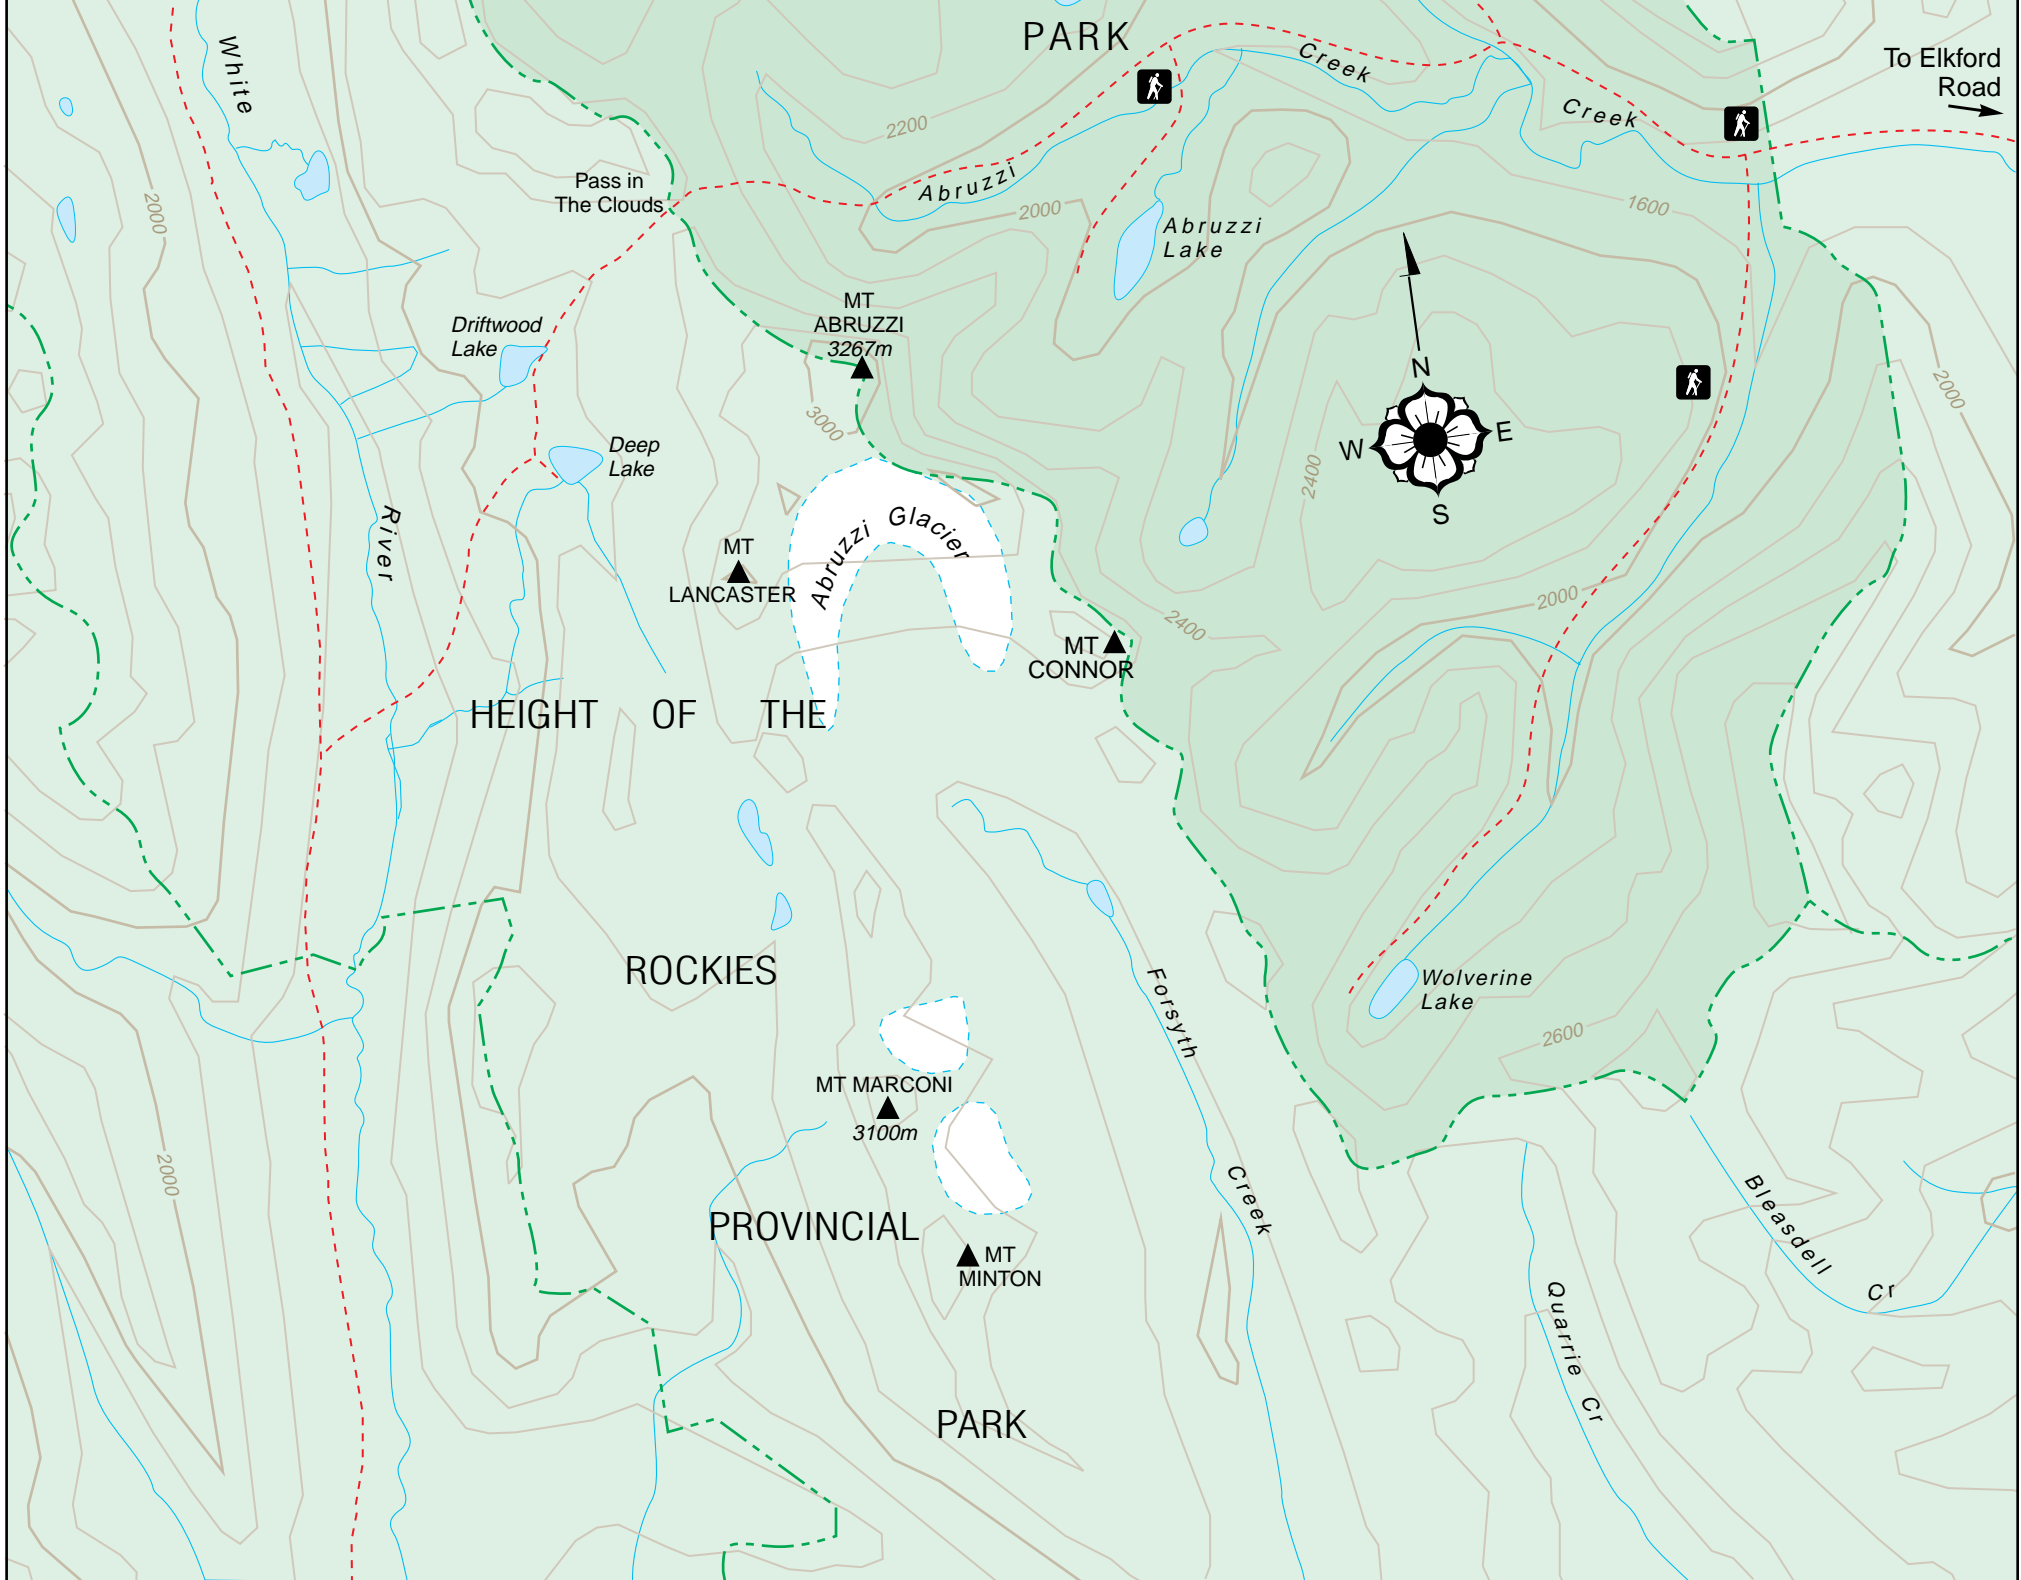 PARK
To Elkford
Road
White
Creek
Creek
2200
Abruzzi
Pass in
The Clouds
2000
2000
1600
Abruzzi
Lake
MT
ABRUZZI
3267m
Driftwood
Lake
N
W
E
S
3000
2000
Deep
Lake
2400
River
Abruzzi Glacier
MT
LANCASTER
2000
2400
MT
CONNOR
HEIGHT OF THE
ROCKIES
Wolverine
Lake
Forsyth
2600
MT MARCONI
3100m
2000
Creek
Bleasdell
Cr
PROVINCIAL
MT
MINTON
Quarrie Cr
PARK